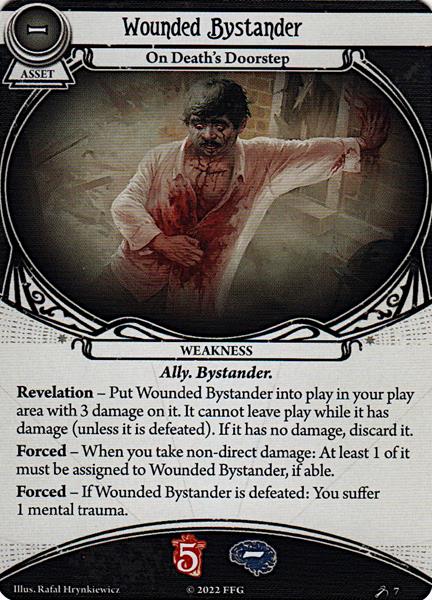 Wounded Bystander
ASSET
On Death's Doorstep
WEAKNESS
Ally. Bystander.
Revelation – Put Wounded Bystander into play in your play
area with 3 damage on it. It cannot leave play while it has
damage (unless it is defeated). If it has no damage, discard it.
Forced – When you take non-direct damage: At least 1 of it
must be assigned to Wounded Bystander, if able.
Forced – If Wounded Bystander is defeated: You suffer
1 mental trauma.
5
–
Illus. Rafał Hrynkiewicz
© 2022 FFG
7